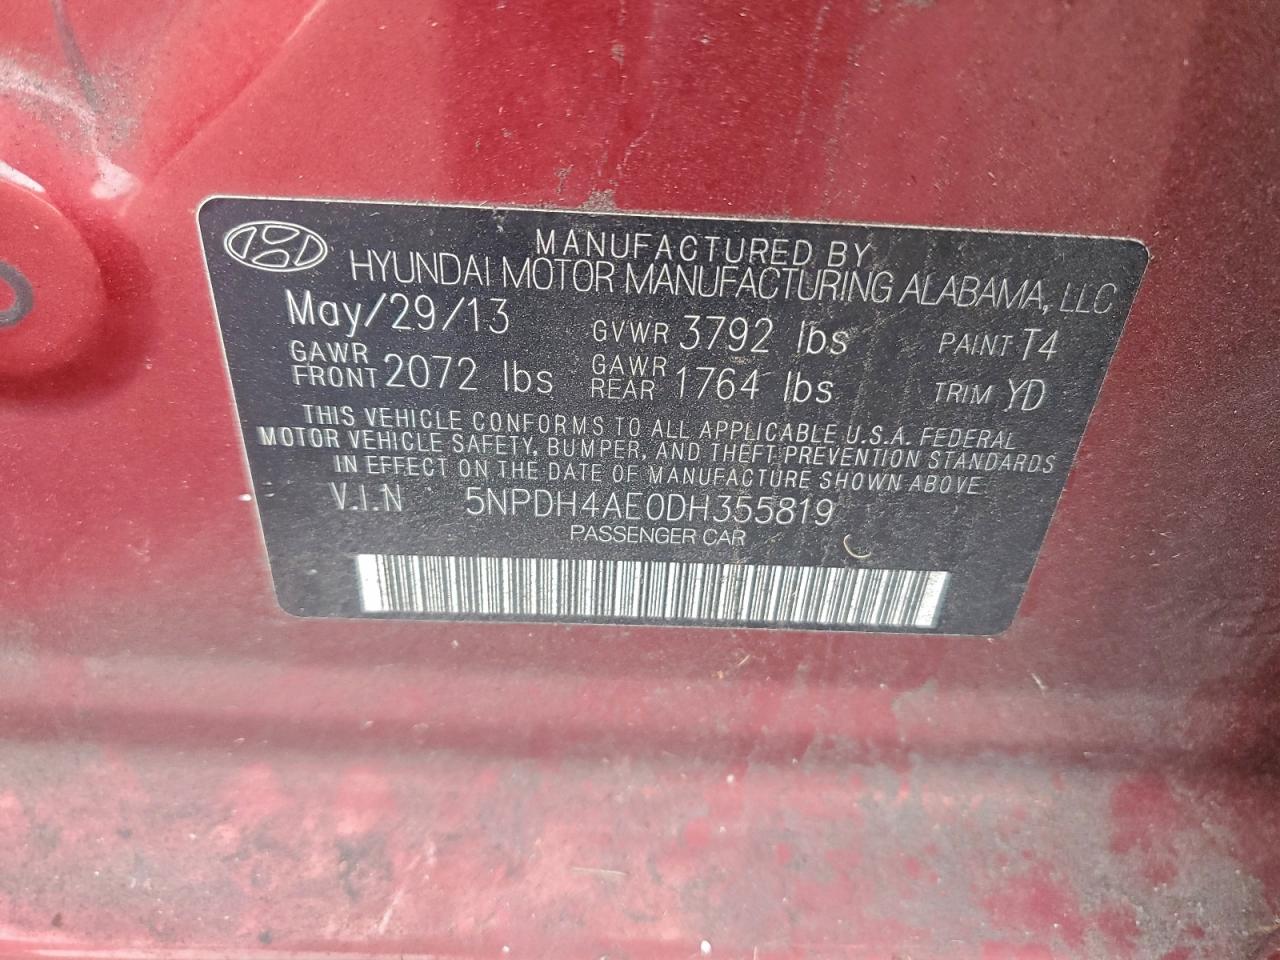 MANUFACTURED BY
HYUNDAI MOTOR MANUFACTURING ALABAMA, LLC
May/29/13 GVWR 3792 lbs PAINT T4
GAWR FRONT 2072 lbs GAWR REAR 1764 lbs TRIM YD
THIS VEHICLE CONFORMS TO ALL APPLICABLE U.S.A. FEDERAL
MOTOR VEHICLE SAFETY, BUMPER, AND THEFT PREVENTION STANDARDS
IN EFFECT ON THE DATE OF MANUFACTURE SHOWN ABOVE
V.I.N 5NPDH4AE0DH355819
PASSENGER CAR